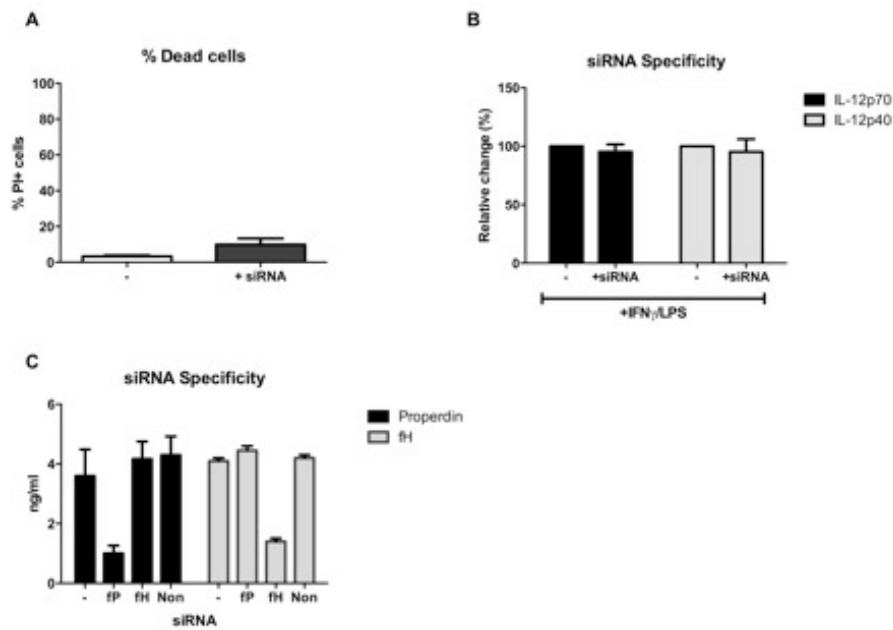 A
% Dead cells
100
80
60
40
20
0
% PI+ cells
-
+ siRNA
B
siRNA Specificity
150
100
50
0
Relative change (%)
-
+siRNA
-
+siRNA
+IFNγ/LPS
IL-12p70
IL-12p40
C
siRNA Specificity
6
4
2
0
ng/ml
- fP fH Non - fP fH Non
siRNA
Properdin
fH